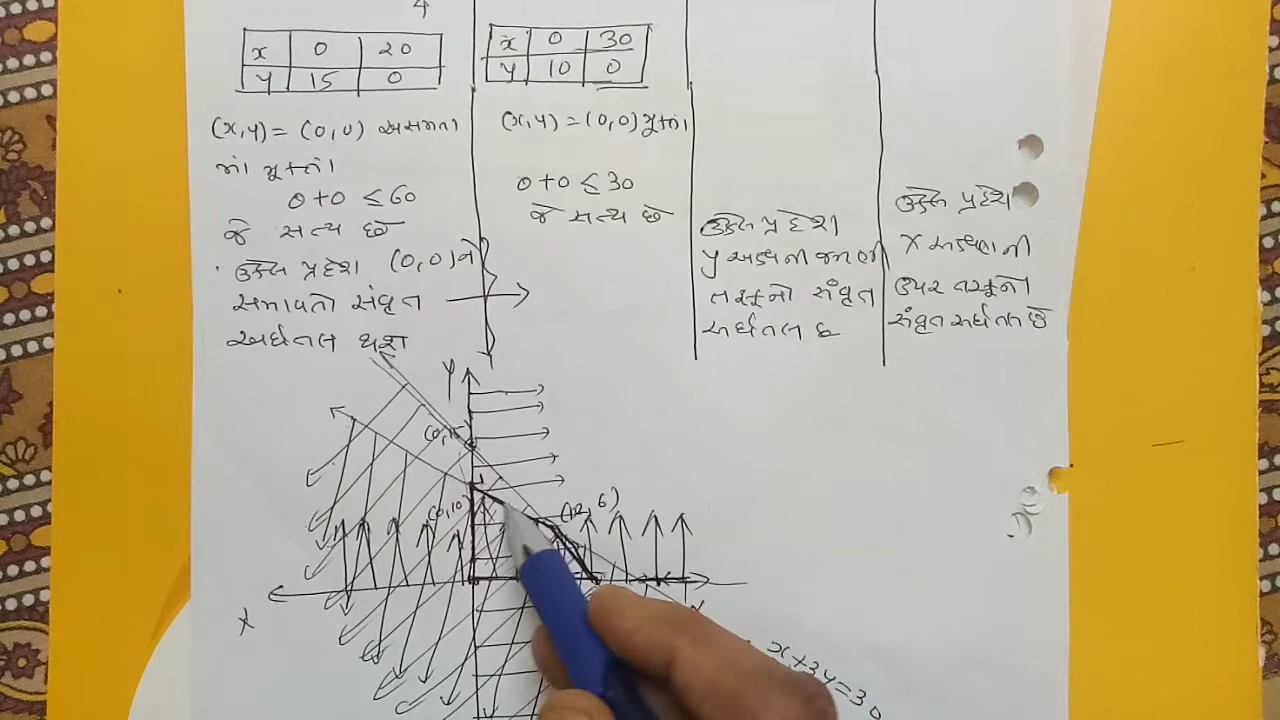 4
x 0 20
y 15 0
x 0 30
y 10 0
(x,y) = (0,0) અસમતા
માં મૂકતાં
0+0 ≤ 60
જે સત્ય છે
ઉકેલ પ્રદેશ (0,0) ને
સમાવતો સંવૃત
અર્ધતલ થશે
(x,y) = (0,0) મૂકતાં
0+0 ≤ 30
જે સત્ય છે
ઉકેલ પ્રદેશ
y અક્ષની જમણી
તરફનો સંવૃત
અર્ધતલ છે
ઉકેલ પ્રદેશ
x અક્ષની
ઉપર તરફનો
સંવૃત અર્ધતલ છે
Y
(0,15)
(0,10)
(12,6)
X
x+3y=30